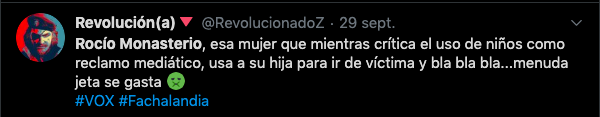 Revolución(a)🔻 @RevolucionadoZ · 29 sept.
Rocío Monasterio, esa mujer que mientras crítica el uso de niños como
reclamo mediático, usa a su hija para ir de víctima y bla bla bla...menuda
jeta se gasta 🤢
#VOX #Fachalandia